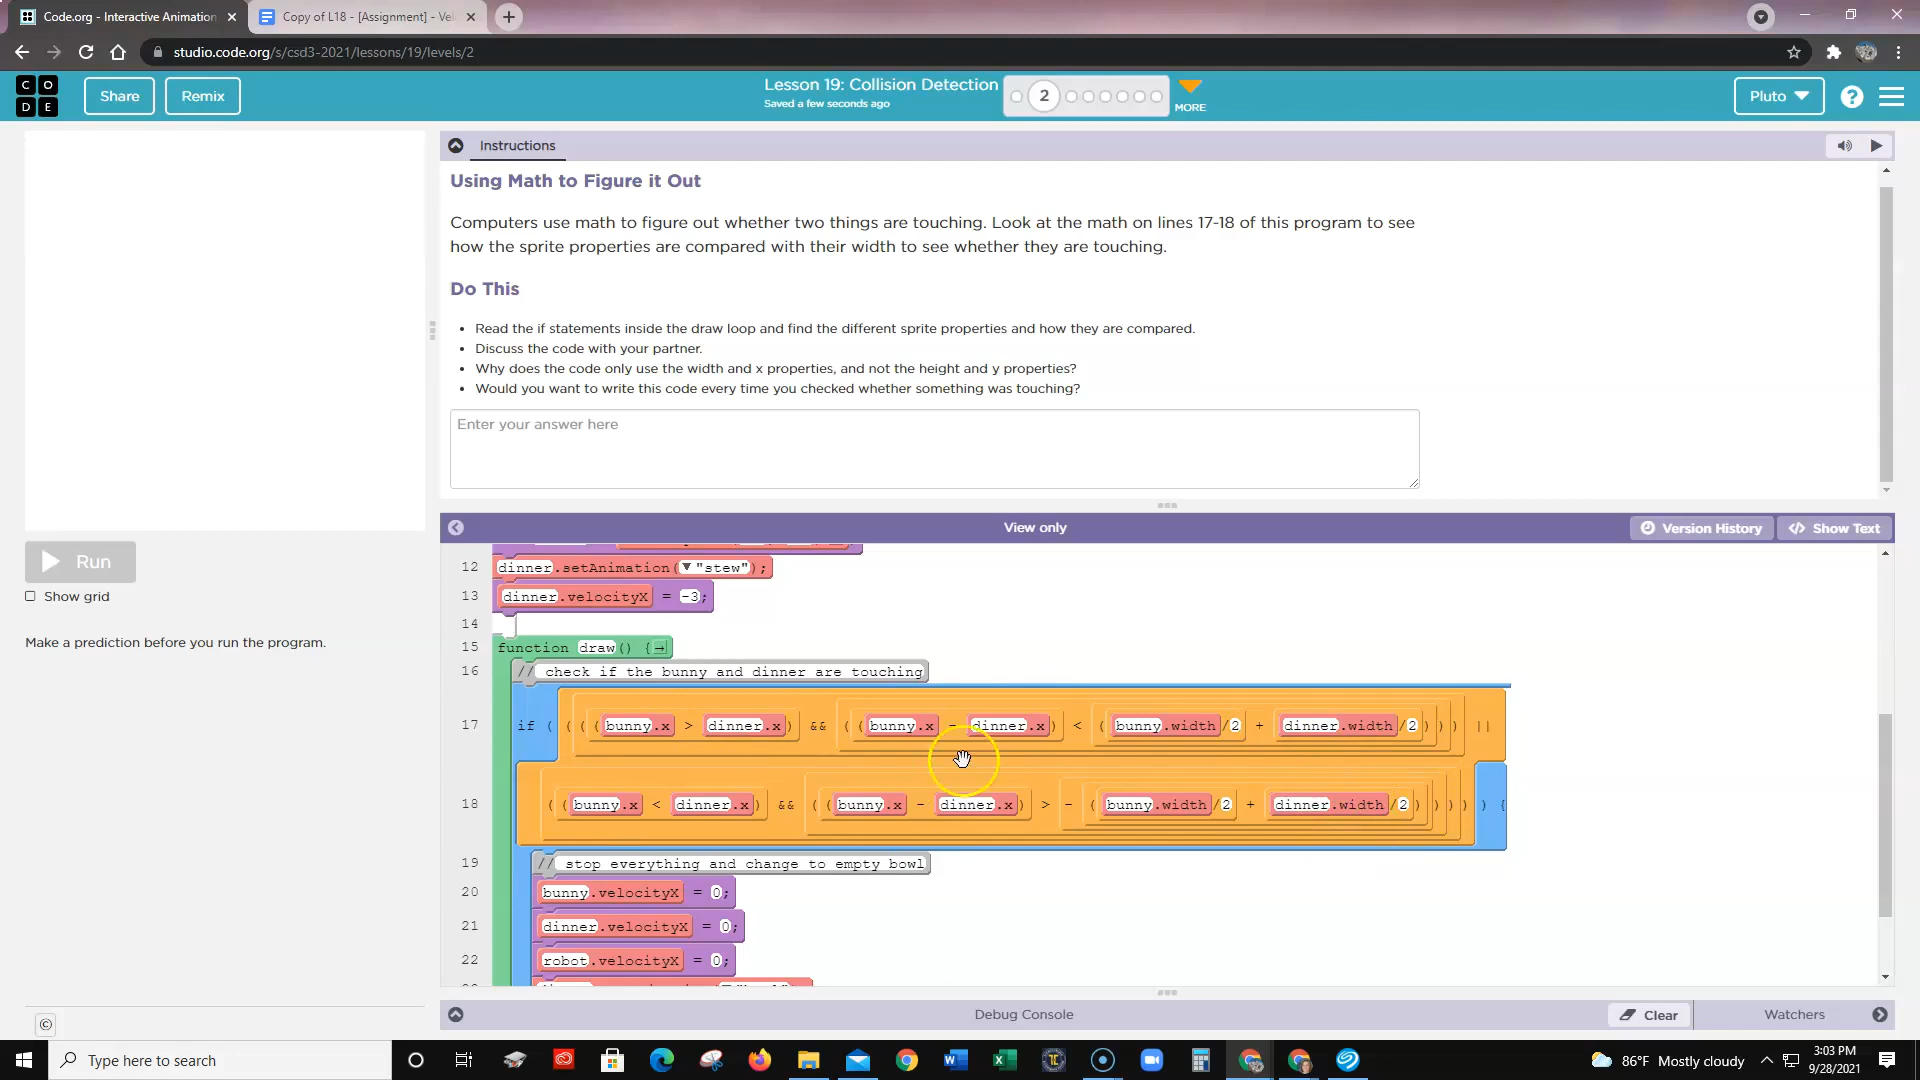 Code.org - Interactive Animation
Copy of L18 - [Assignment] - Vel
studio.code.org/s/csd3-2021/lessons/19/levels/2
C O
D E
Share
Remix
Lesson 19: Collision Detection
Saved a few seconds ago
2
MORE
Pluto
?
Instructions
Using Math to Figure it Out
Computers use math to figure out whether two things are touching. Look at the math on lines 17-18 of this program to see
how the sprite properties are compared with their width to see whether they are touching.
Do This
• Read the if statements inside the draw loop and find the different sprite properties and how they are compared.
• Discuss the code with your partner.
• Why does the code only use the width and x properties, and not the height and y properties?
• Would you want to write this code every time you checked whether something was touching?
Enter your answer here
View only
Version History
</> Show Text
Run
Show grid
Make a prediction before you run the program.
12 dinner.setAnimation("stew");
13 dinner.velocityX = -3;
14
15 function draw() {
16 // check if the bunny and dinner are touching
17 if ( ( ( ( bunny.x > dinner.x) && ( ( bunny.x - dinner.x) < ( bunny.width/2 + dinner.width/2 ) ) ) ||
18 ( ( bunny.x < dinner.x) && ( ( bunny.x - dinner.x) > - ( bunny.width/2 + dinner.width/2 ) ) ) ) ) {
19 // stop everything and change to empty bowl
20 bunny.velocityX = 0;
21 dinner.velocityX = 0;
22 robot.velocityX = 0;
Debug Console
Clear
Watchers
©
Type here to search
86°F Mostly cloudy
3:03 PM
9/28/2021